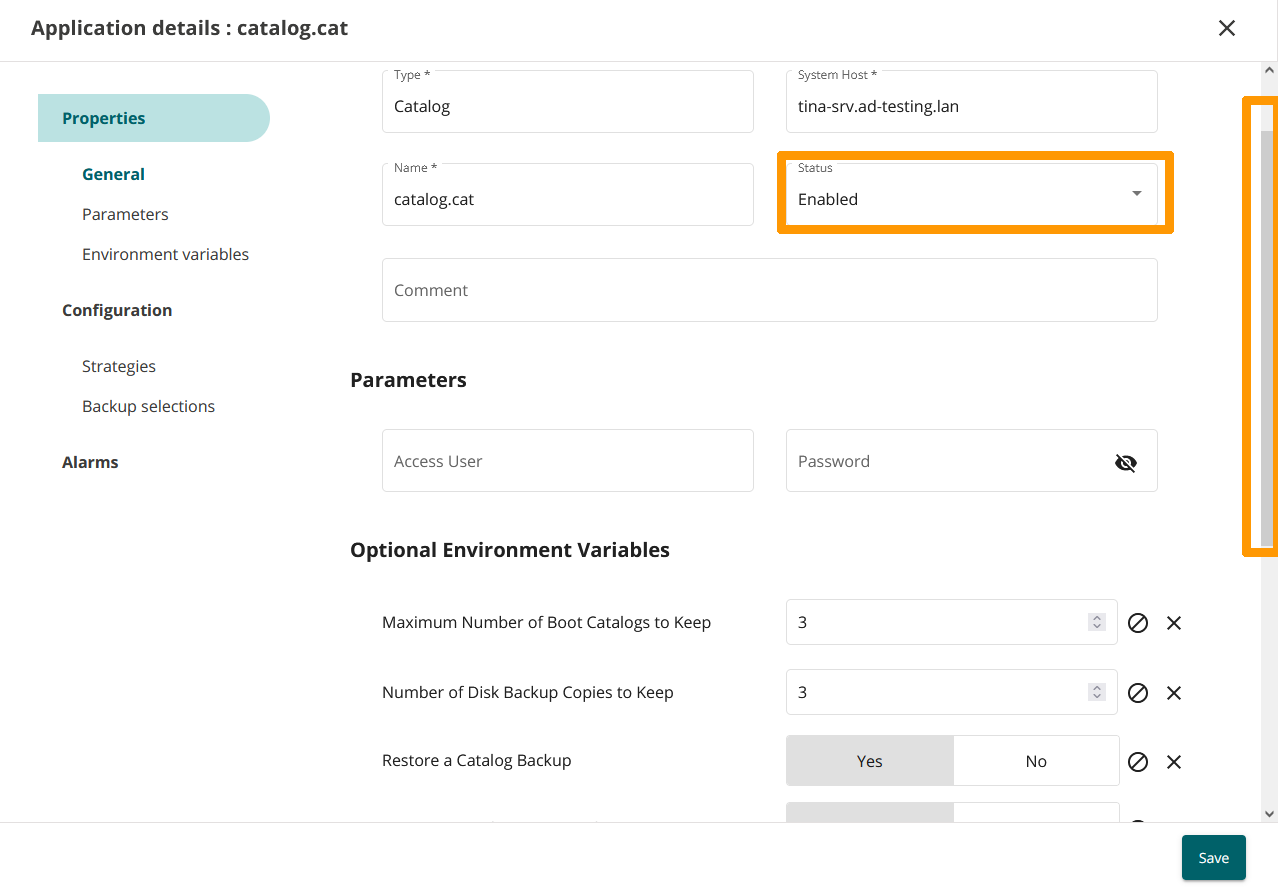 Application details : catalog.cat
Properties
General
Parameters
Environment variables
Configuration
Strategies
Backup selections
Alarms
Type *
Catalog
System Host *
tina-srv.ad-testing.lan
Name *
catalog.cat
Status
Enabled
Comment
Parameters
Access User
Password
Optional Environment Variables
Maximum Number of Boot Catalogs to Keep
3
Number of Disk Backup Copies to Keep
3
Restore a Catalog Backup
Yes
No
Save